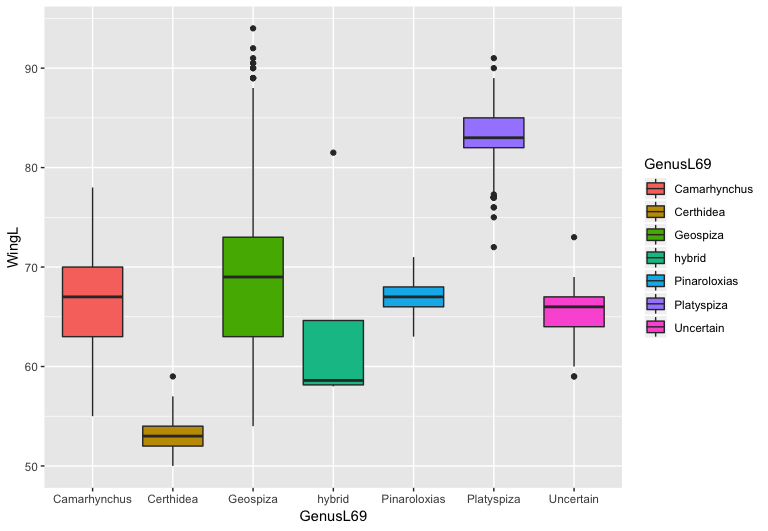 WingL
90
80
70
60
50
Camarhynchus
Certhidea
Geospiza
hybrid
Pinaroloxias
Platyspiza
Uncertain
GenusL69
GenusL69
Camarhynchus
Certhidea
Geospiza
hybrid
Pinaroloxias
Platyspiza
Uncertain